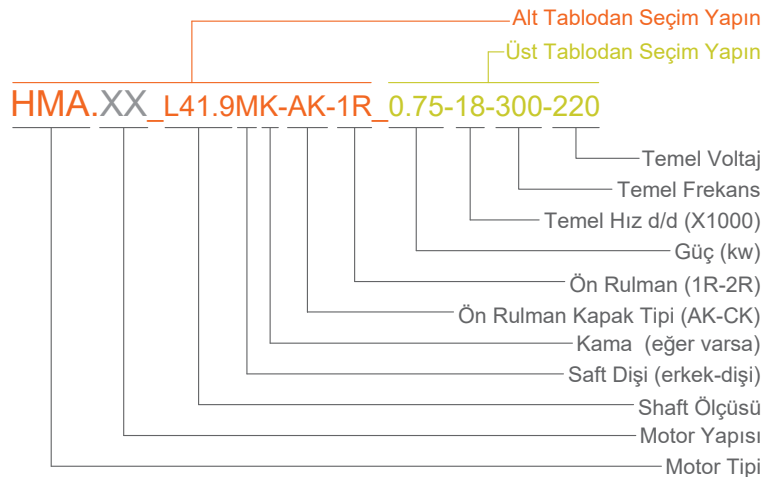 Alt Tablodan Seçim Yapın
Üst Tablodan Seçim Yapın
HMA.XX_L41.9MK-AK-1R_0.75-18-300-220
Temel Voltaj
Temel Frekans
Temel Hız d/d (X1000)
Güç (kw)
Ön Rulman (1R-2R)
Ön Rulman Kapak Tipi (AK-CK)
Kama (eğer varsa)
Saft Dişi (erkek-dişi)
Shaft Ölçüsü
Motor Yapısı
Motor Tipi